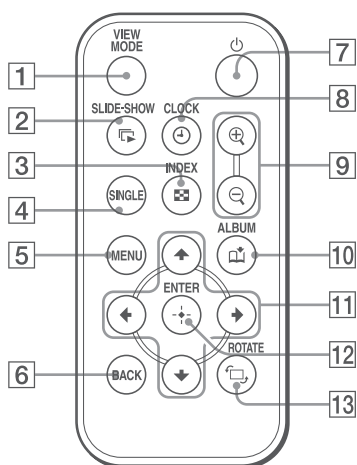 VIEW
MODE
1
7
8
SLIDE-SHOW CLOCK
2
3
INDEX
9
4
SINGLE
ALBUM
5
MENU
10
ENTER
11
12
6
BACK
ROTATE
13